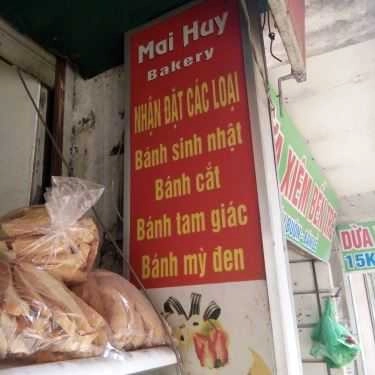 Mai Huy
Bakery
NHẬN ĐẶT CÁC LOẠI
Bánh sinh nhật
Bánh cắt
Bánh tam giác
Bánh mỳ đen
XIÊM
DỪA
15K